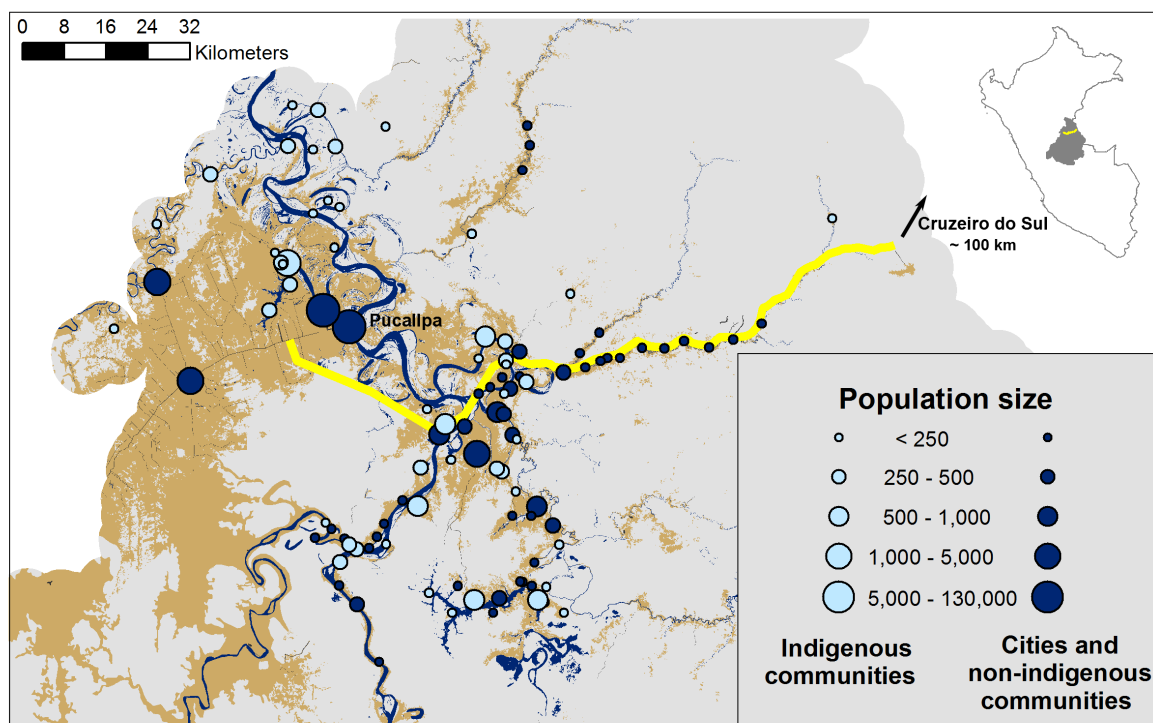 0 8 16 24 32
Kilometers
Cruzeiro do Sul
~ 100 km
Pucallpa
Population size
< 250
250 - 500
500 - 1,000
1,000 - 5,000
5,000 - 130,000
Indigenous
communities
Cities and
non-indigenous
communities